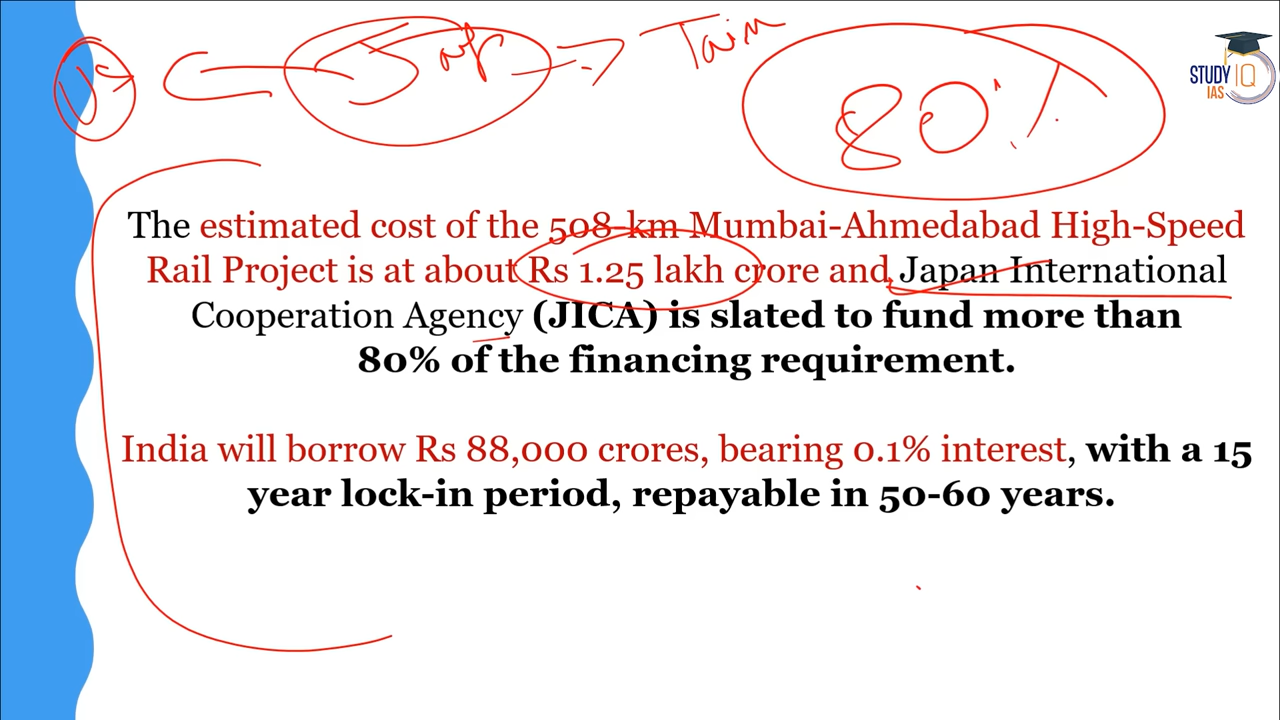 80%
STUDY IQ
IAS
The estimated cost of the 508-km Mumbai-Ahmedabad High-Speed
Rail Project is at about Rs 1.25 lakh crore and Japan International
Cooperation Agency (JICA) is slated to fund more than
80% of the financing requirement.
India will borrow Rs 88,000 crores, bearing 0.1% interest, with a 15
year lock-in period, repayable in 50-60 years.